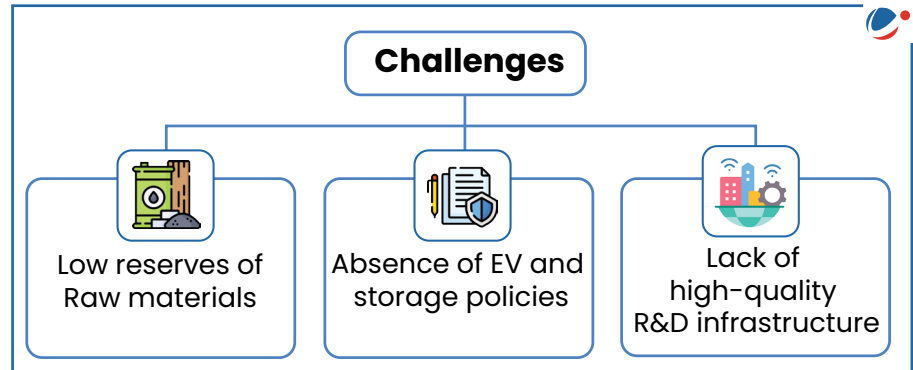 Challenges
Low reserves of
Raw materials
Absence of EV and
storage policies
Lack of
high-quality
R&D infrastructure